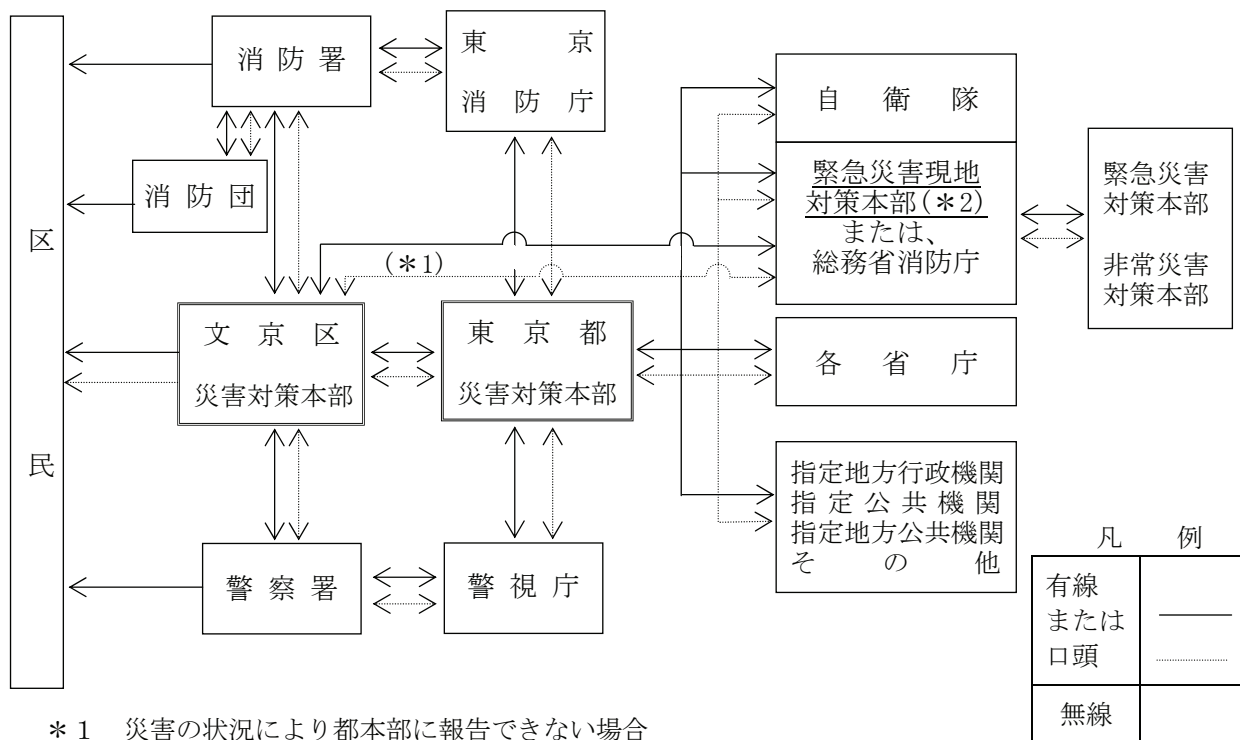 区
民
消防署
消防団
東京
消防庁
文京区
災害対策本部
東京都
災害対策本部
警察署
警視庁
(*1)
自衛隊
緊急災害現地
対策本部(*2)
または、
総務省消防庁
各省庁
指定地方行政機関
指定公共機関
指定地方公共機関
その他
緊急災害
対策本部
非常災害
対策本部
凡例
有線
または
口頭
無線
*1 災害の状況により都本部に報告できない場合